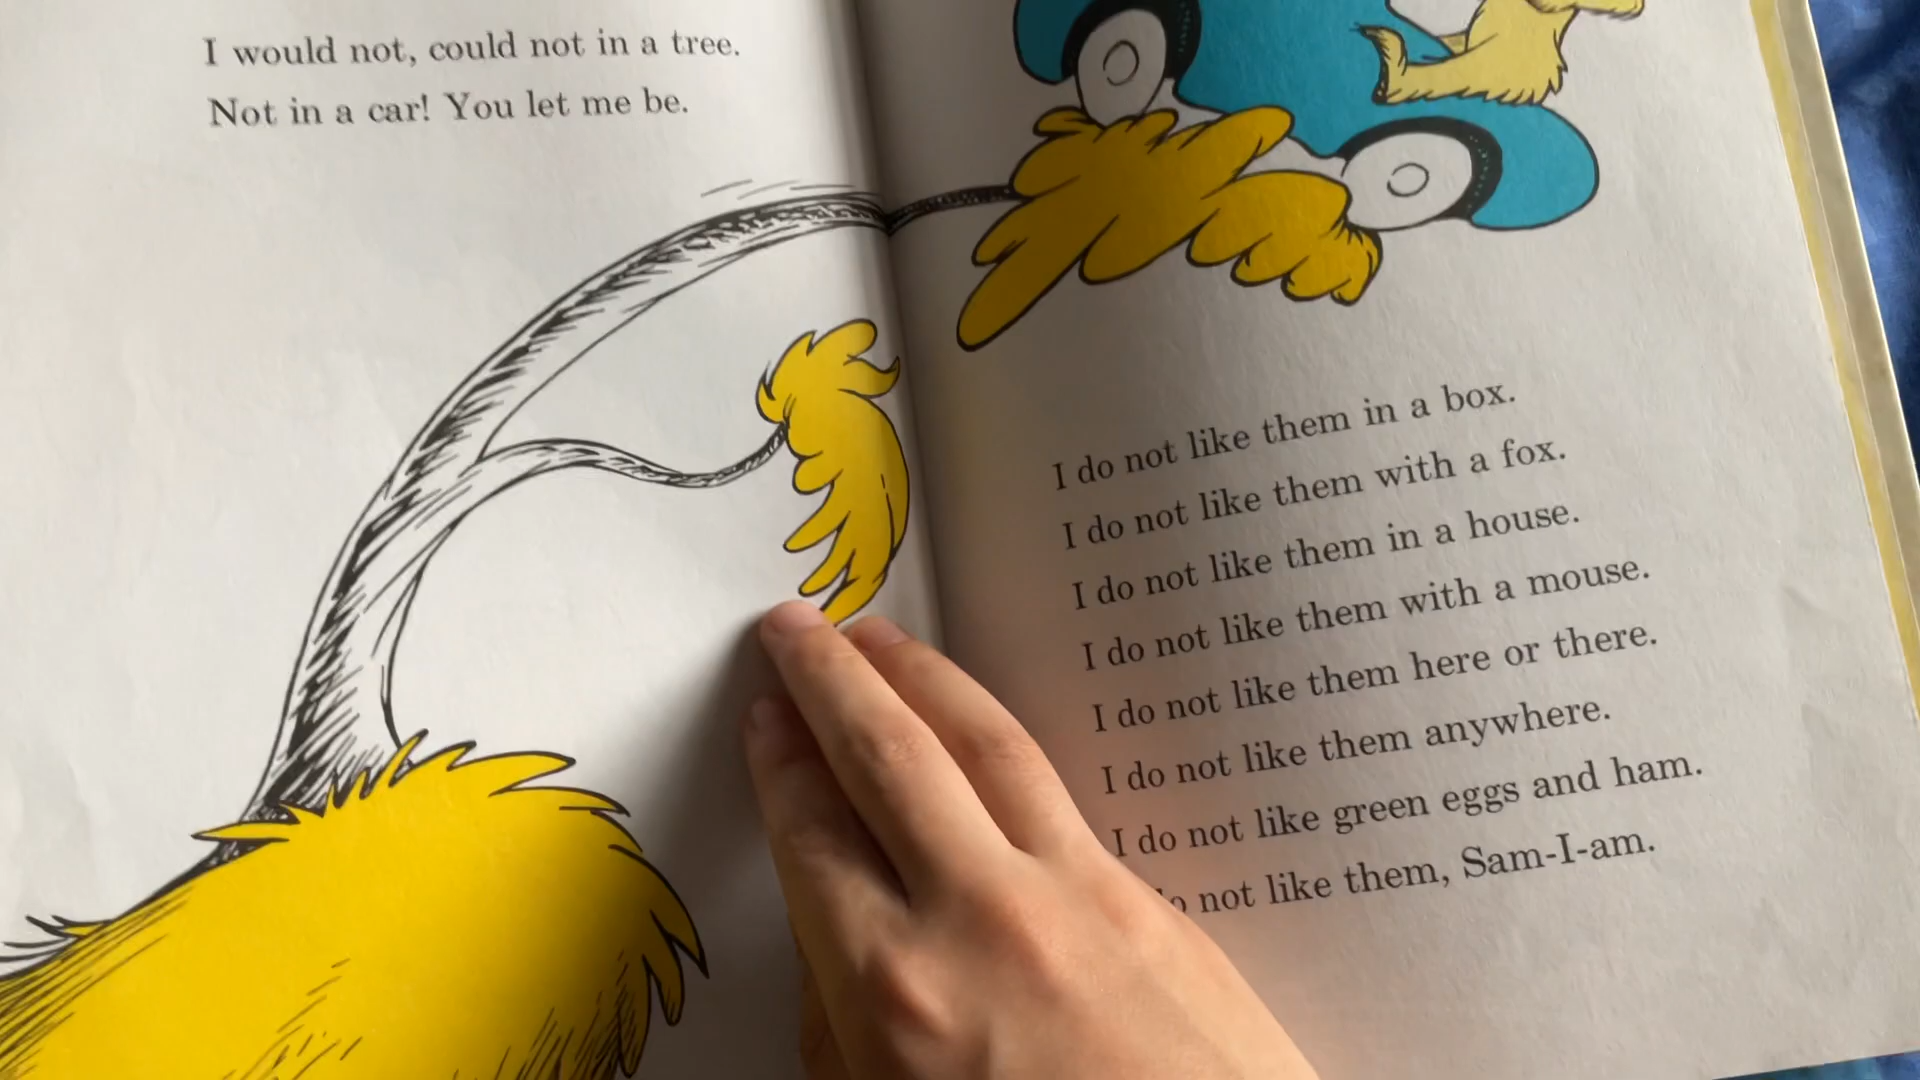 I would not, could not in a tree.
Not in a car! You let me be.
I do not like them in a box.
I do not like them with a fox.
I do not like them in a house.
I do not like them with a mouse.
I do not like them here or there.
I do not like them anywhere.
I do not like green eggs and ham.
not like them, Sam-I-am.